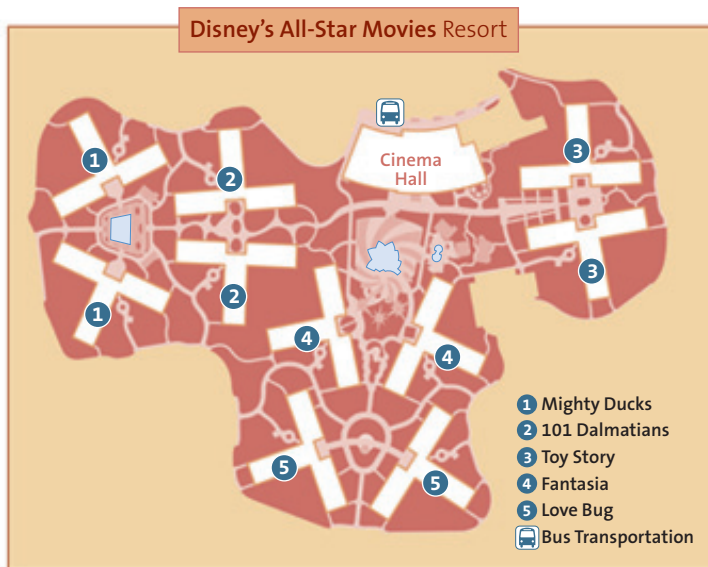 Disney's All-Star Movies Resort
Cinema
Hall
1
2
3
1
2
3
4
4
5
5
1 Mighty Ducks
2 101 Dalmatians
3 Toy Story
4 Fantasia
5 Love Bug
Bus Transportation